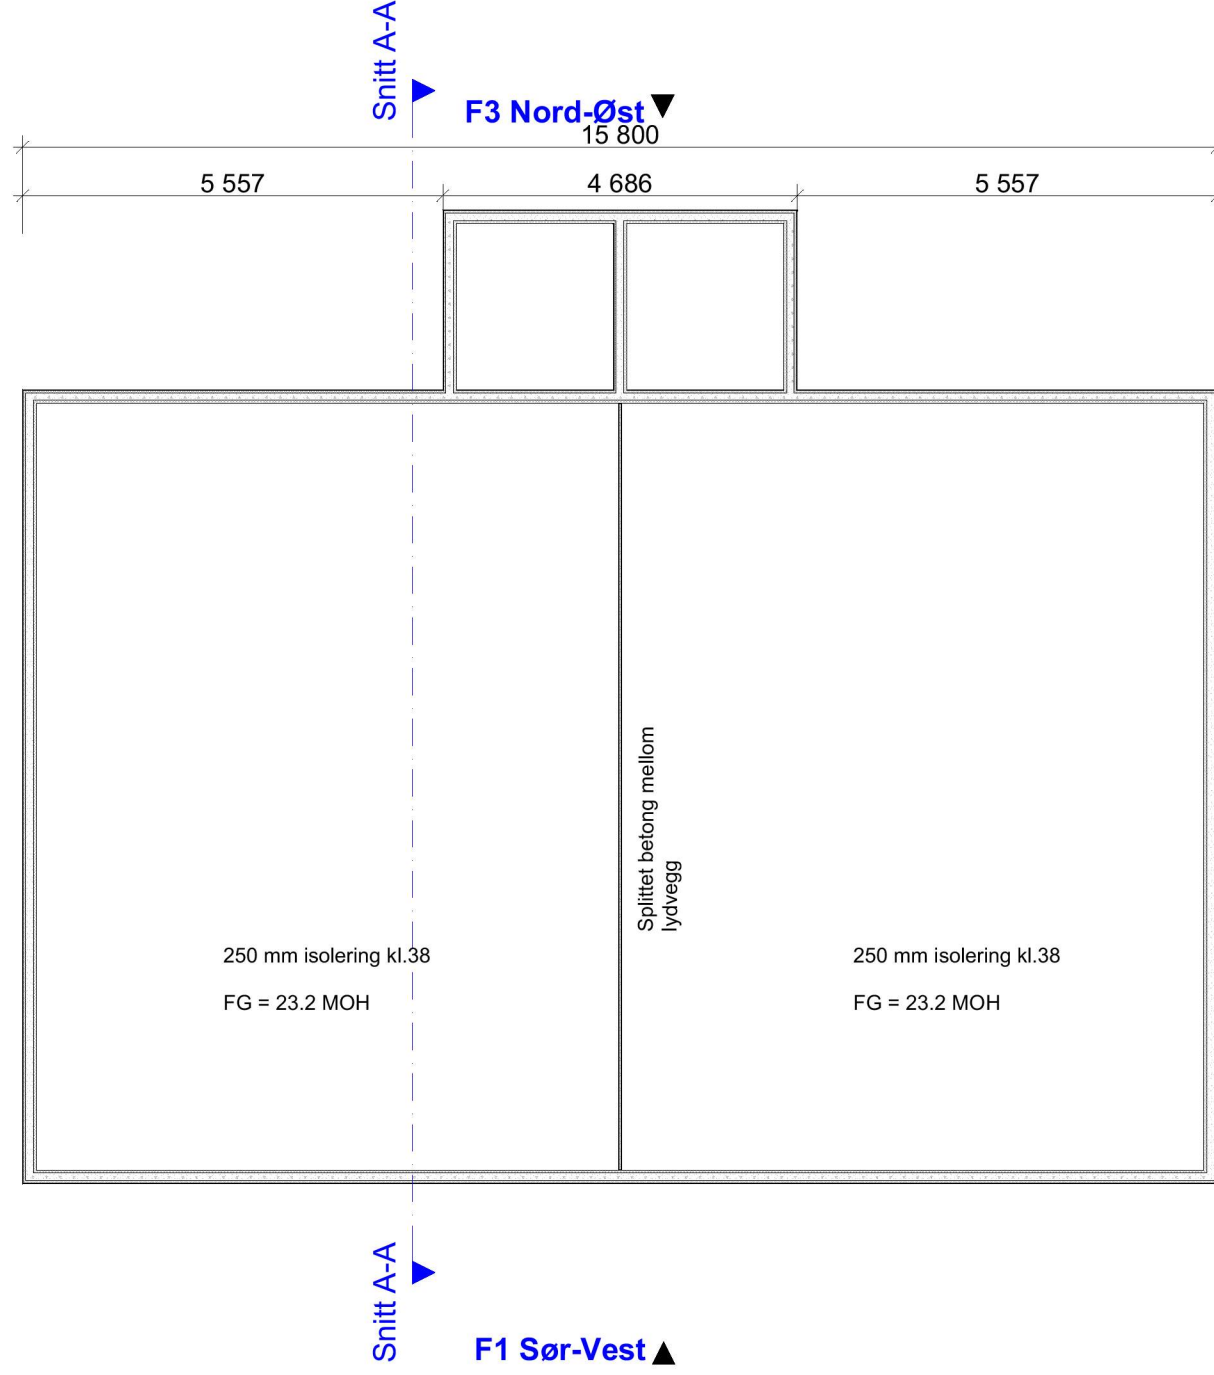 Snitt A-A
F3 Nord-Øst
15 800
5 557
4 686
5 557
Splittet betong mellom
lydvegg
250 mm isolering kl.38
FG = 23.2 MOH
250 mm isolering kl.38
FG = 23.2 MOH
Snitt A-A
F1 Sør-Vest